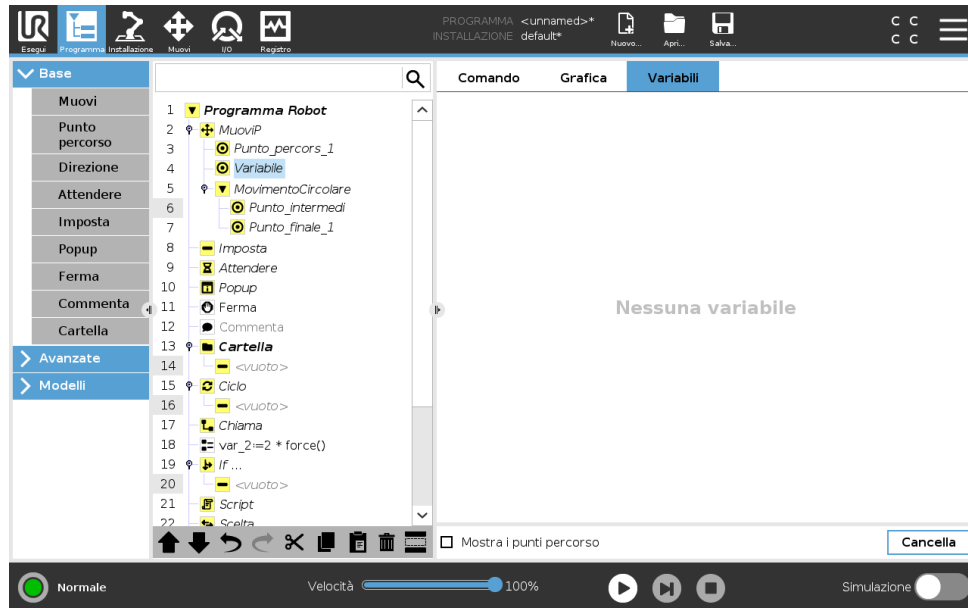 UR
PROGRAMMA <unnamed>*
INSTALLAZIONE default*
C C
C C
Esegui Programma Installazione Muovi I/O Registro Nuovo... Apri... Salva...
Base
Muovi
Punto
percorso
Direzione
Attendere
Imposta
Popup
Ferma
Commenta
Cartella
Avanzate
Modelli
1 Programma Robot
2 MuoviP
3 Punto_percors_1
4 Variabile
5 MovimentoCircolare
6 Punto_intermedi
7 Punto_finale_1
8 Imposta
9 Attendere
10 Popup
11 Ferma
12 Commenta
13 Cartella
14 <vuoto>
15 Ciclo
16 <vuoto>
17 Chiama
18 var_2:=2 * force()
19 If ...
20 <vuoto>
21 Script
22 Scelta
Comando Grafica Variabili
Nessuna variabile
Mostra i punti percorso
Cancella
Normale
Velocità 100%
Simulazione